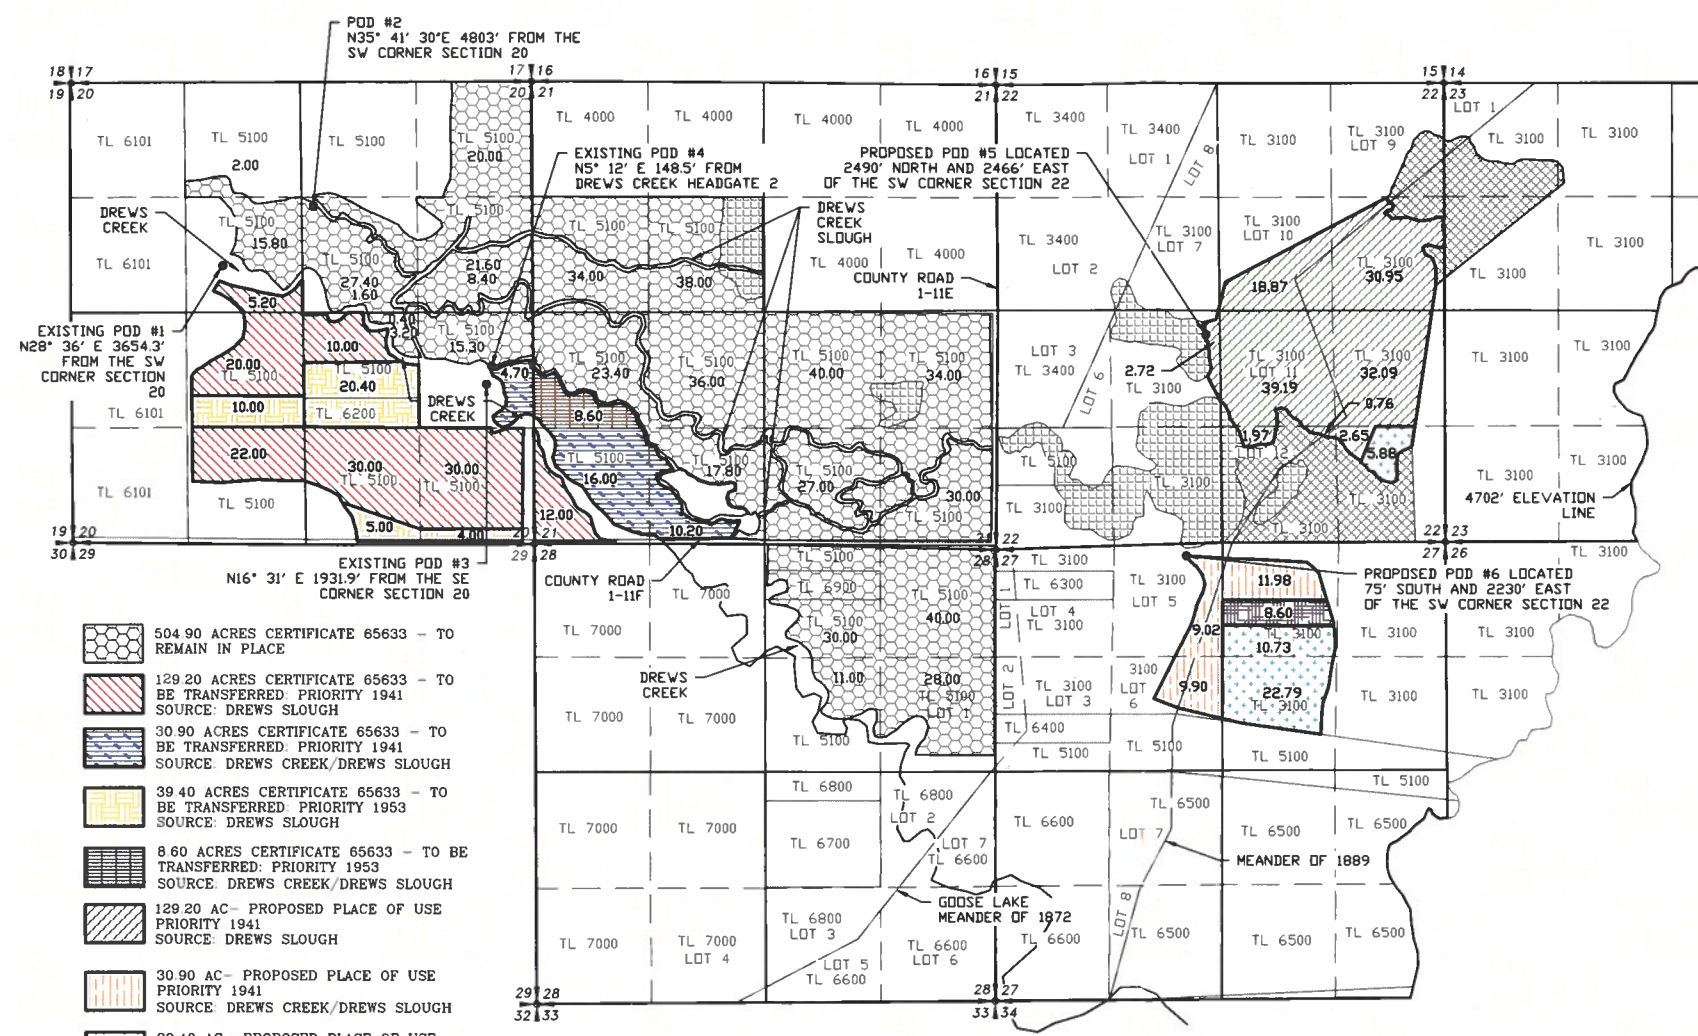 POD #2
N35° 41' 30"E 4803' FROM THE
SW CORNER SECTION 20
18 17
19 20
17 16
20 21
16 15
21 22
15 14
22 23
TL 6101
TL 5100
2.00
TL 5100
TL 5100
20.00
TL 4000
TL 4000
TL 4000
TL 4000
TL 3400
TL 3400
LOT 1
LOT 8
TL 3100
TL 3100
LOT 9
LOT 1
TL 3100
TL 3100
EXISTING POD #4
N5° 12' E 148.5' FROM
DREWS CREEK HEADGATE 2
PROPOSED POD #5 LOCATED
2490' NORTH AND 2466' EAST
OF THE SW CORNER SECTION 22
DREWS
CREEK
DREWS
CREEK
SLOUGH
TL 6101
TL 5100
15.80
TL 5100
27.40
1.60
TL 5100
21.60
8.40
TL 5100
34.00
TL 5100
38.00
TL 4000
TL 4000
COUNTY ROAD
1-11E
TL 3400
LOT 2
TL 3100
LOT 7
TL 3100
LOT 10
18.87
TL 3100
30.95
TL 3100
TL 3100
EXISTING POD #1
N28° 36' E 3654.3'
FROM THE SW
CORNER SECTION
20
5.20
20.00
TL 5100
10.00
3.20
TL 5100
20.40
TL 5100
15.30
4.70
TL 5100
23.40
TL 5100
36.00
TL 5100
40.00
TL 5100
34.00
LOT 3
TL 3400
LOT 6
2.72
TL 3100
TL 3100
LOT 11
39.19
TL 3100
32.09
0.76
TL 3100
TL 3100
TL 6101
10.00
TL 6200
DREWS
CREEK
8.60
22.00
30.00
TL 5100
30.00
TL 5100
TL 5100
16.00
TL 5100
17.80
TL 5100
27.00
30.00
TL 5100
TL 5100
TL 5100
TL 3100
1.97
LOT 12
2.65
5.88
TL 3100
TL 3100
TL 3100
TL 3100
4702' ELEVATION
LINE
TL 6101
TL 5100
5.00
4.00
12.00
10.20
19 20
30 29
20 21
29 28
21 22
28 27
22 23
27 26
EXISTING POD #3
N16° 31' E 1931.9' FROM THE SE
CORNER SECTION 20
COUNTY ROAD
1-11F
TL 7000
TL 5100
TL 6900
TL 5100
30.00
TL 5100
40.00
TL 3100
TL 6300
LOT 1
LOT 4
TL 3100
TL 3100
LOT 5
11.98
8.60
TL 3100
9.02
10.73
TL 3100
PROPOSED POD #6 LOCATED
75' SOUTH AND 2230' EAST
OF THE SW CORNER SECTION 22
TL 3100
TL 3100
TL 7000
DREWS
CREEK
11.00
28.00
TL 5100
LOT 1
LOT 2
TL 3100
LOT 3
3100
LOT
6
9.90
22.79
TL 3100
TL 3100
TL 3100
TL 7000
TL 7000
TL 5100
TL 6400
TL 5100
TL 5100
TL 5100
TL 5100
TL 6800
TL 6800
LOT 2
TL 6500
TL 7000
TL 7000
TL 6700
LOT 7
TL 6600
TL 6600
LOT 7
TL 6500
TL 6500
MEANDER OF 1889
GOOSE LAKE
MEANDER OF 1872
TL 7000
TL 7000
LOT 4
TL 6800
LOT 3
LOT 5
TL 6600
TL 6600
LOT 6
TL 6600
LOT 8
TL 6500
TL 6500
TL 6500
29 28
32 33
28 27
33 34
504.90 ACRES CERTIFICATE 65633 - TO
REMAIN IN PLACE
129.20 ACRES CERTIFICATE 65633 - TO
BE TRANSFERRED: PRIORITY 1941
SOURCE: DREWS SLOUGH
30.90 ACRES CERTIFICATE 65633 - TO
BE TRANSFERRED: PRIORITY 1941
SOURCE: DREWS CREEK/DREWS SLOUGH
39.40 ACRES CERTIFICATE 65633 - TO
BE TRANSFERRED: PRIORITY 1953
SOURCE: DREWS SLOUGH
8.60 ACRES CERTIFICATE 65633 - TO BE
TRANSFERRED: PRIORITY 1953
SOURCE: DREWS CREEK/DREWS SLOUGH
129.20 AC- PROPOSED PLACE OF USE
PRIORITY 1941
SOURCE: DREWS SLOUGH
30.90 AC- PROPOSED PLACE OF USE
PRIORITY 1941
SOURCE: DREWS CREEK/DREWS SLOUGH